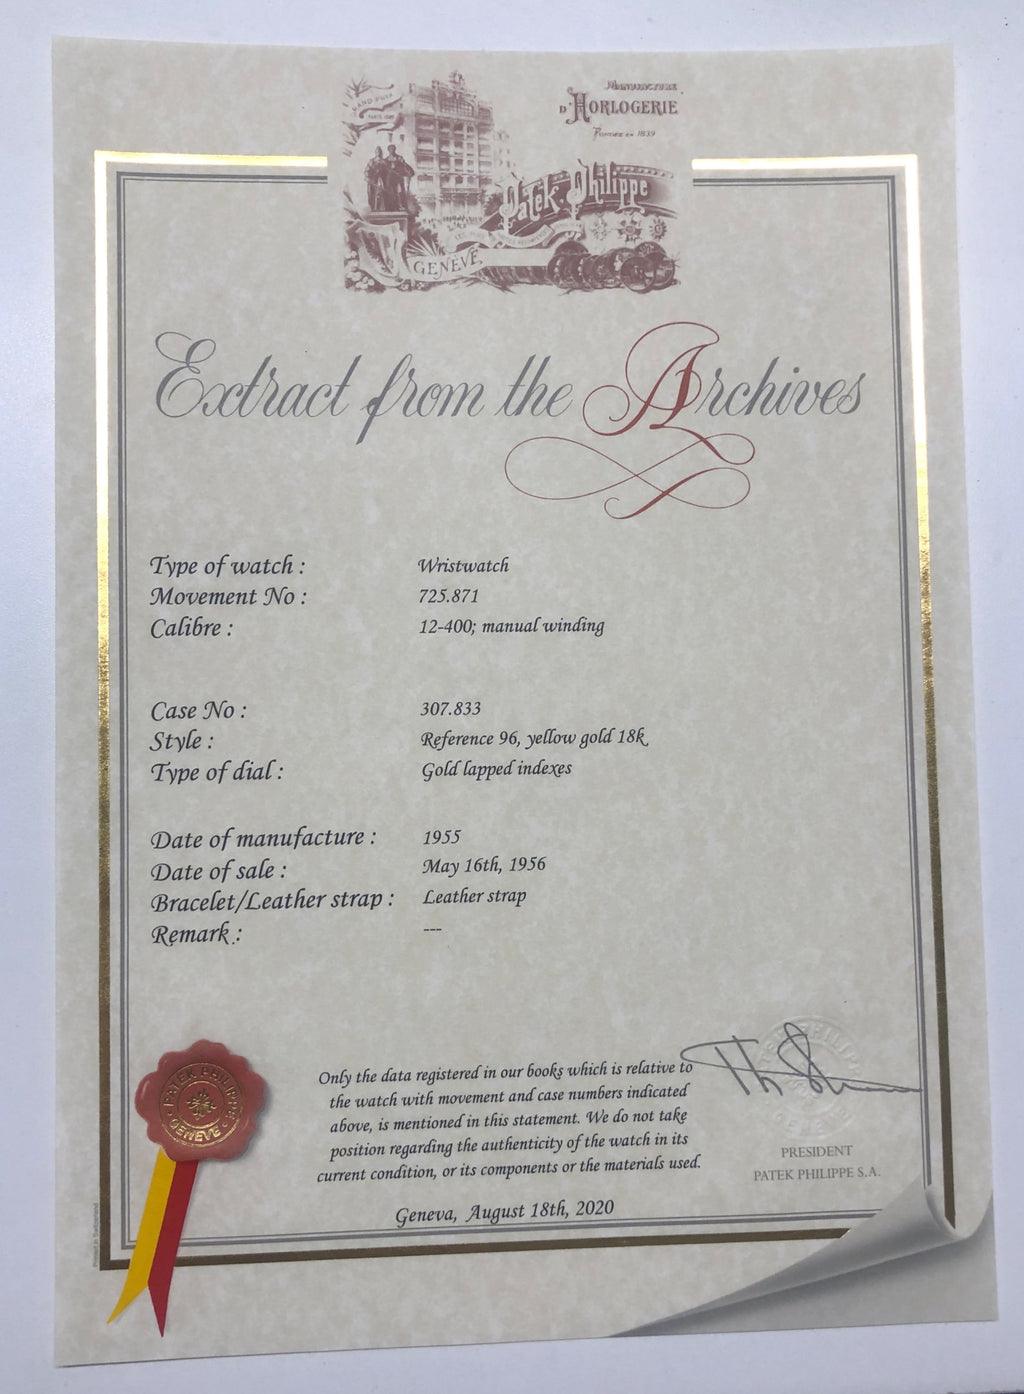 MANUFACTURE
D'HORLOGERIE
FONDÉE EN 1839
GRAND PRIX
Patek Philippe
GENÈVE
Extract from the Archives
Type of watch : Wristwatch
Movement No : 725.871
Calibre : 12-400; manual winding
Case No : 307.833
Style : Reference 96, yellow gold 18k
Type of dial : Gold lapped indexes
Date of manufacture : 1955
Date of sale : May 16th, 1956
Bracelet/Leather strap : Leather strap
Remark : ---
Only the data registered in our books which is relative to
the watch with movement and case numbers indicated
above, is mentioned in this statement. We do not take
position regarding the authenticity of the watch in its
current condition, or its components or the materials used.
Geneva, August 18th, 2020
PATEK PHILIPPE
GENEVE
PRESIDENT
PATEK PHILIPPE S.A.